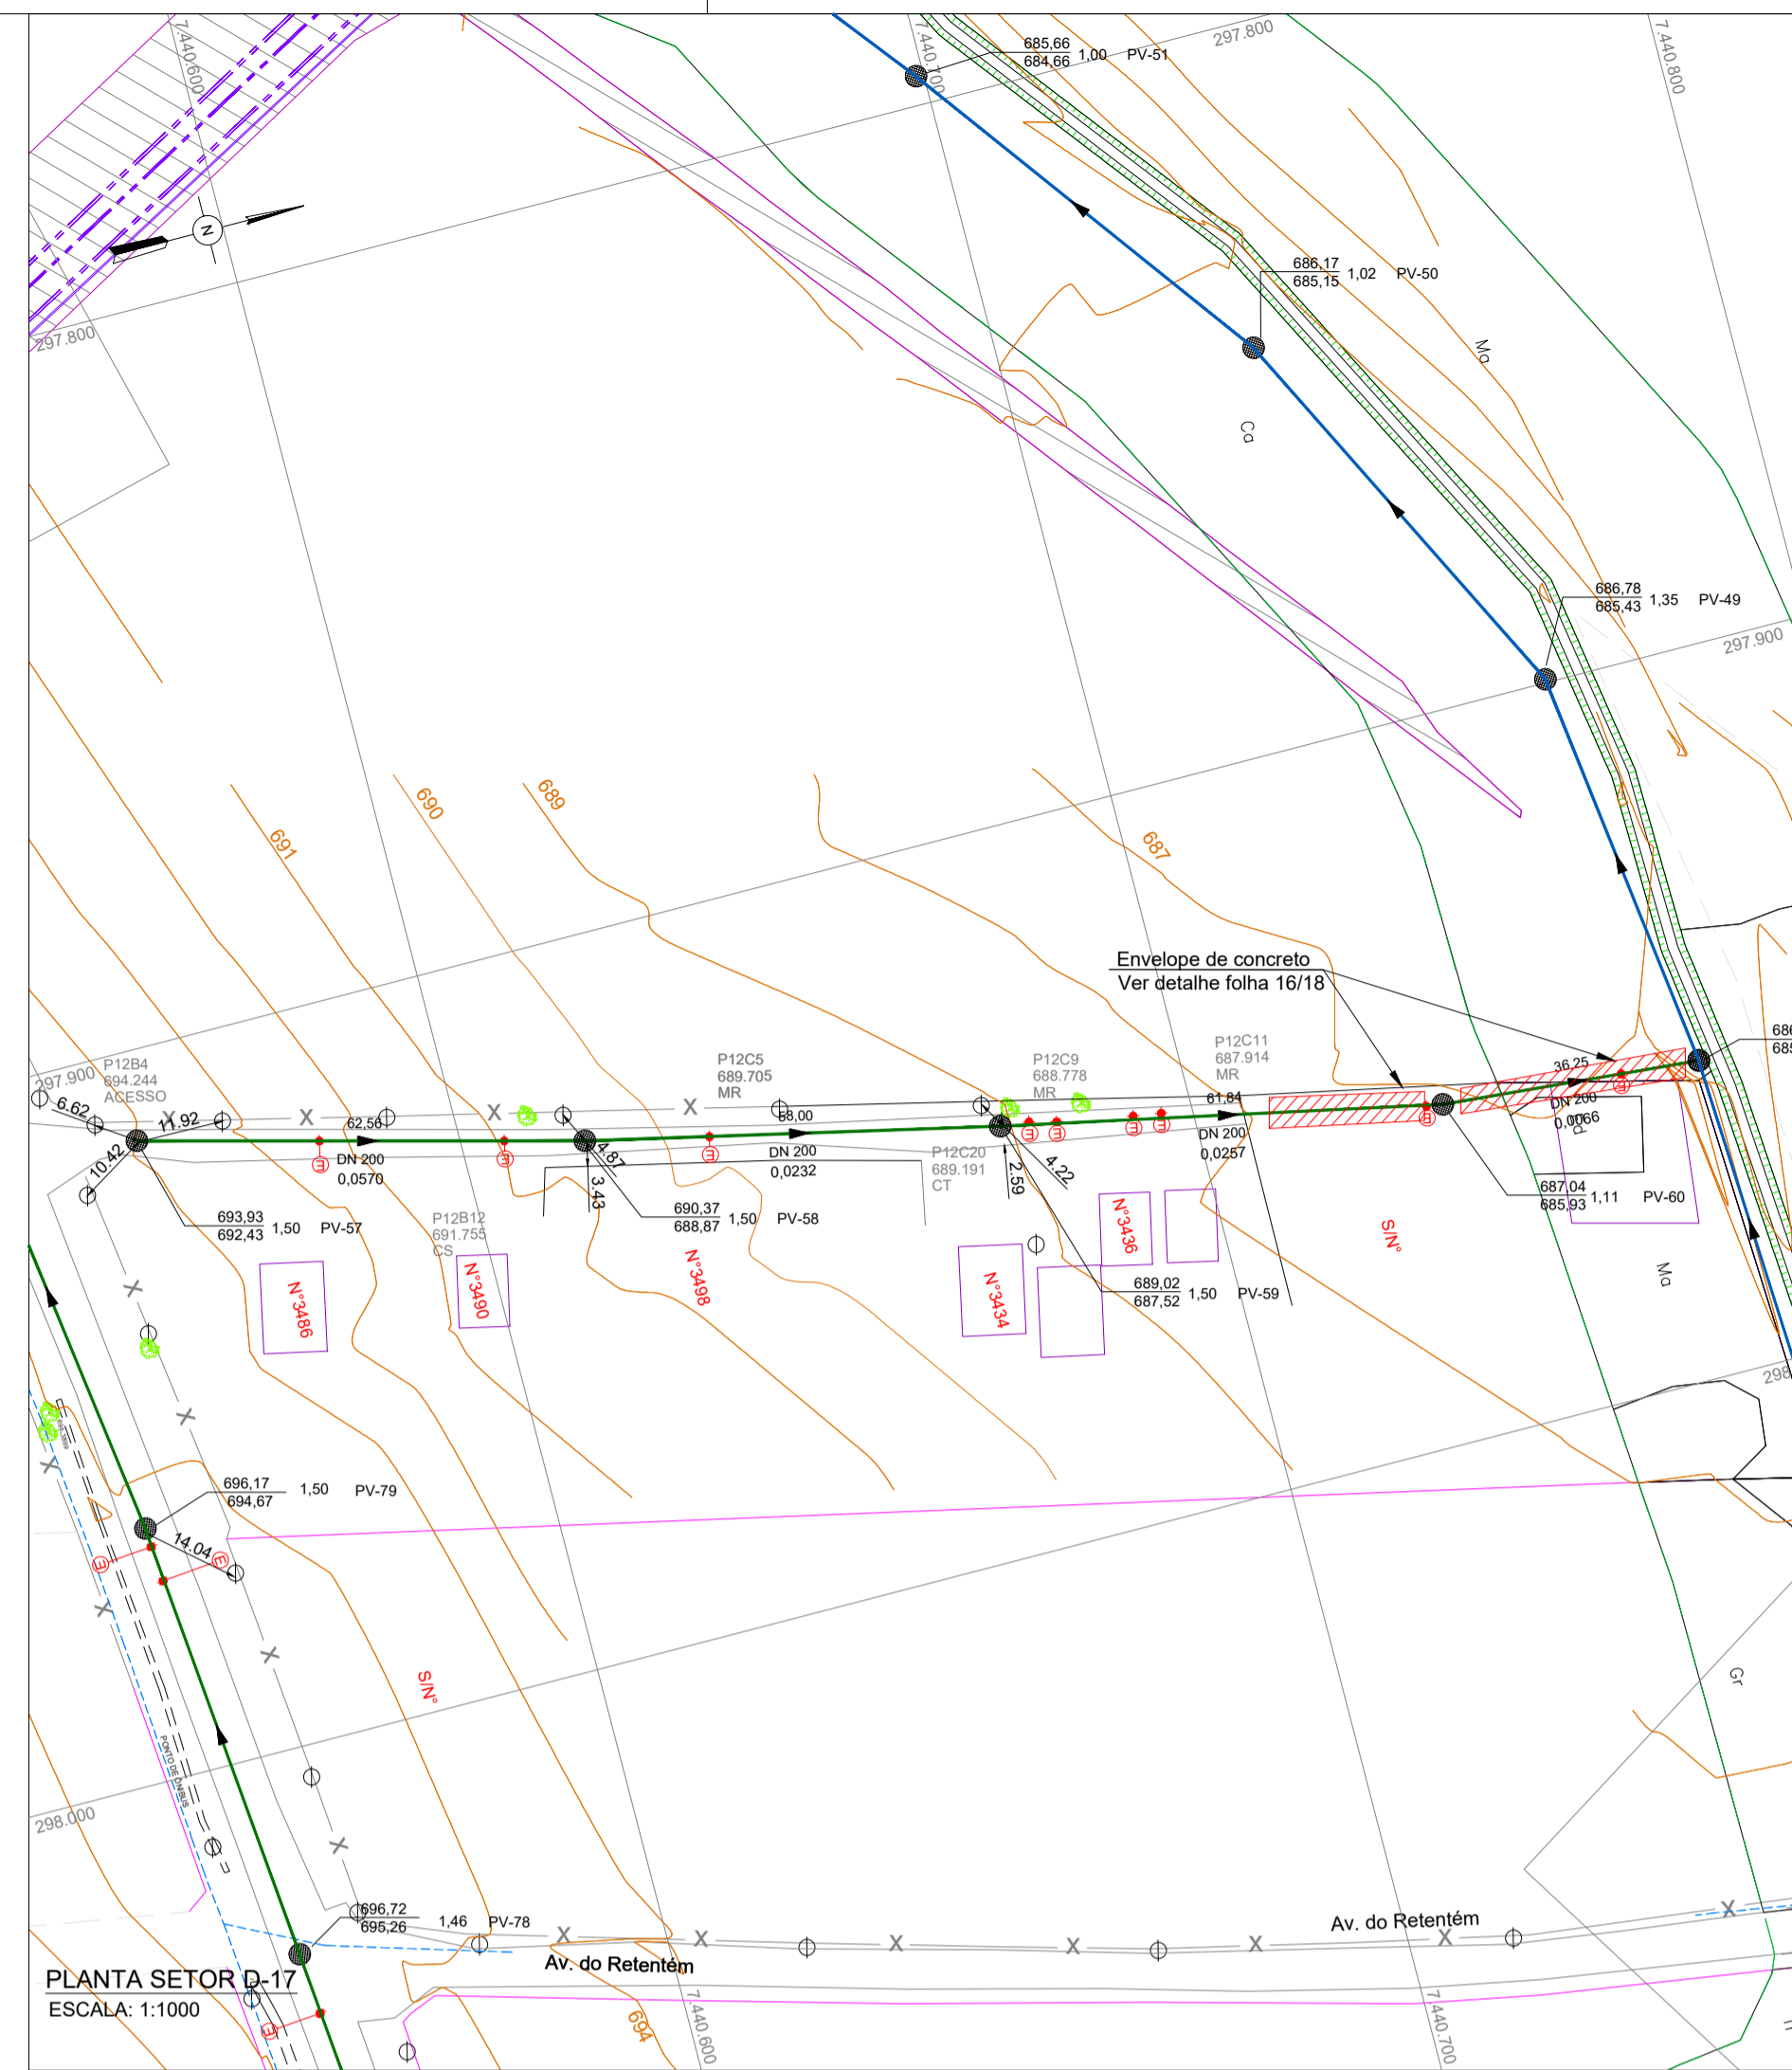 7.440.600
685,66
684,66
1,00
PV-51
7.440.700
297.800
7.440.800
N
686,17
685,15
1,02
PV-50
297.800
Ma
Ca
686,78
685,43
1,35
PV-49
297.900
690
689
691
687
Envelope de concreto
Ver detalhe folha 16/18
P12B4
694.244
ACESSO
297.900
P12C5
689.705
MR
P12C9
688.778
MR
P12C11
687.914
MR
36,25
DN 200
0,0066
6.62
11.92
62,56
58,00
61,84
10.42
DN 200
0,0570
4.87
3.43
DN 200
0,0232
P12C20
689.191
CT
2.59
4.22
DN 200
0,0257
687,04
685,93
1,11
PV-60
693,93
692,43
1,50
PV-57
P12B12
691.755
CS
690,37
688,87
1,50
PV-58
N°3436
S/N°
Ma
N°3486
N°3490
N°3498
N°3434
689,02
687,52
1,50
PV-59
696,17
694,67
1,50
PV-79
14.04
E
E
S/N°
Gr
PONTO DE ÔNIBUS
298.000
696,72
695,26
1,46
PV-78
Av. do Retentém
Av. do Retentém
PLANTA SETOR D-17
ESCALA: 1:1000
E
694
7.440.600
7.440.700